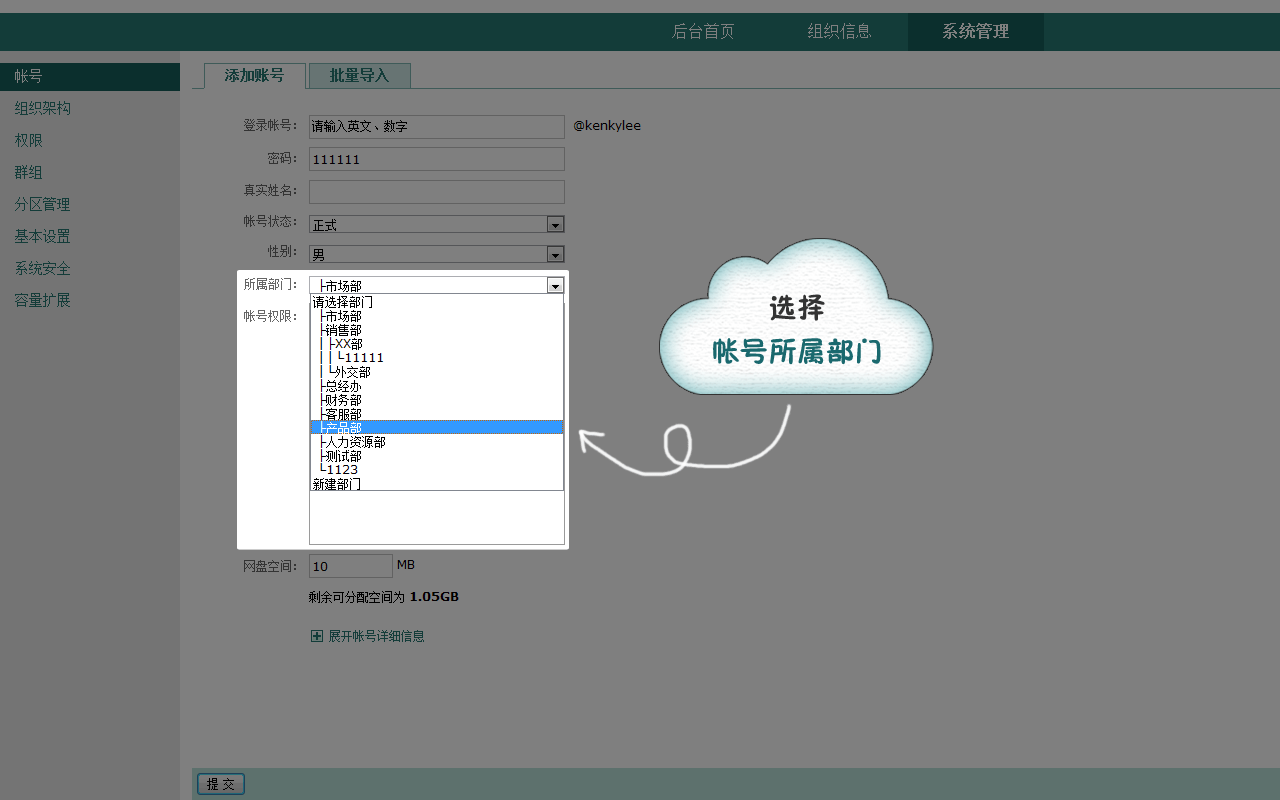 后台首页 组织信息 系统管理
帐号
组织架构
权限
群组
分区管理
基本设置
系统安全
容量扩展
添加账号 批量导入
登录帐号: 请输入英文、数字 @kenkylee
密码: 111111
真实姓名:
帐号状态: 正式
性别: 男
所属部门: ├市场部
帐号权限:
请选择部门
├市场部
├销售部
│├XX部
││└11111
│└外交部
├总经办
├财务部
├客服部
├产品部
├人力资源部
├测试部
└1123
新建部门
选择
帐号所属部门
网盘空间: 10 MB
剩余可分配空间为 1.05GB
展开帐号详细信息
提 交